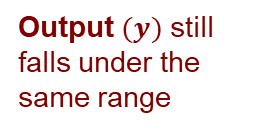 Output (y) still
falls under the
same range